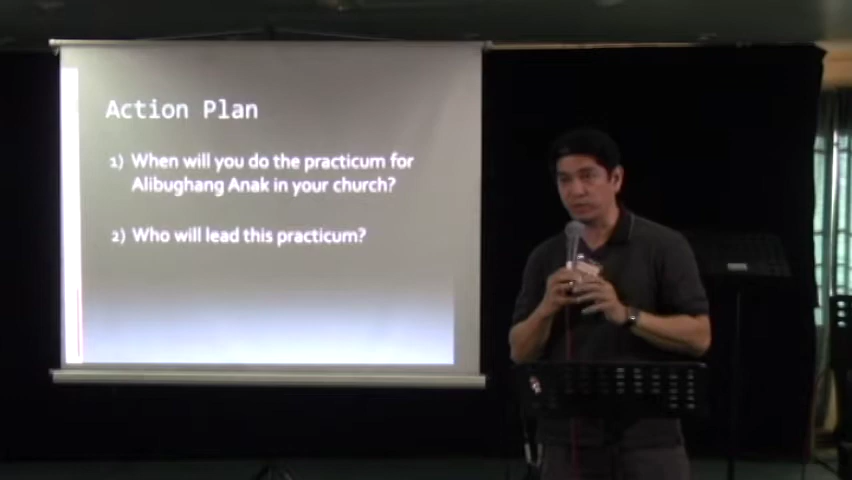 Action Plan
1) When will you do the practicum for
Alibughang Anak in your church?
2) Who will lead this practicum?